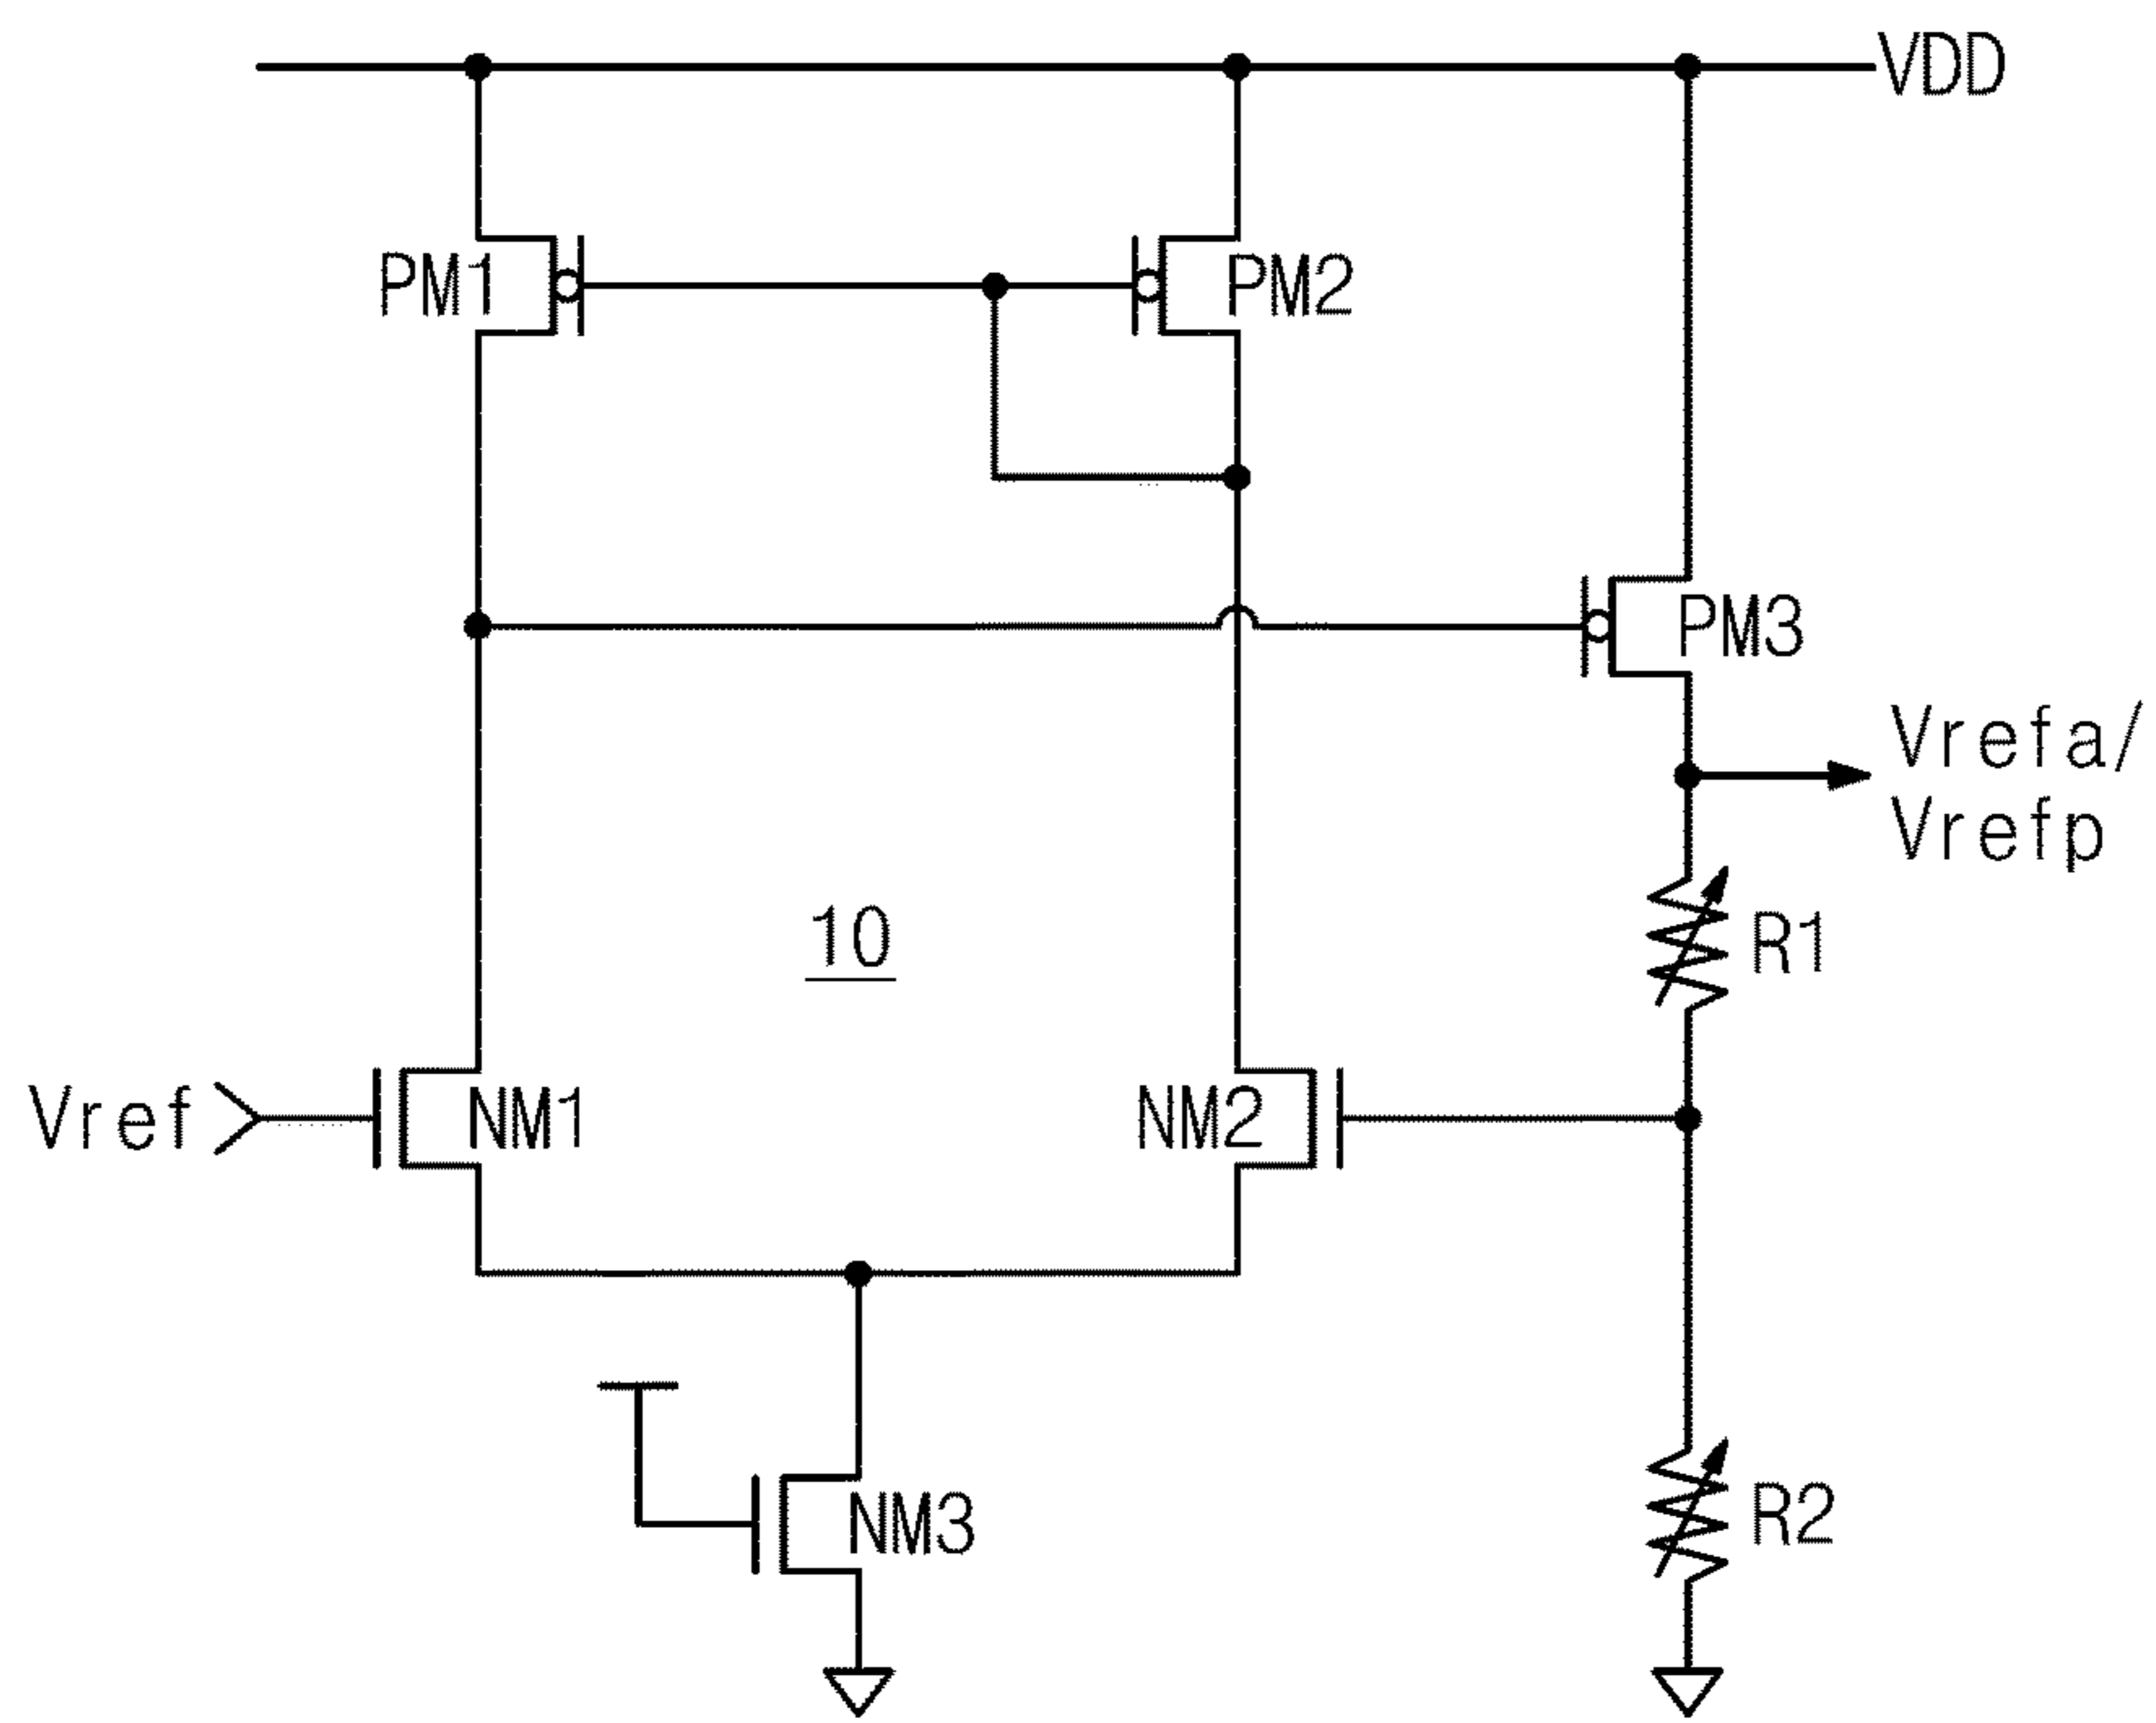 VDD
PM1
PM2
PM3
Vrefa/
Vrefp
10
R1
Vref
NM1
NM2
NM3
R2